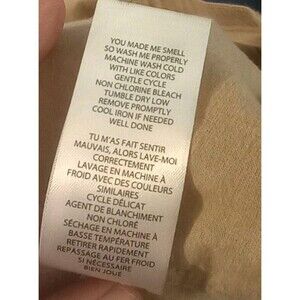 YOU MADE ME SMELL
SO WASH ME PROPERLY
MACHINE WASH COLD
WITH LIKE COLORS
GENTLE CYCLE
NON CHLORINE BLEACH
TUMBLE DRY LOW
REMOVE PROMPTLY
COOL IRON IF NEEDED
WELL DONE
TU M'AS FAIT SENTIR
MAUVAIS, ALORS LAVE-MOI
CORRECTEMENT
LAVAGE EN MACHINE À
FROID AVEC DES COULEURS
SIMILAIRES
CYCLE DÉLICAT
AGENT DE BLANCHIMENT
NON CHLORÉ
SÉCHAGE EN MACHINE À
BASSE TEMPÉRATURE
RETIRER RAPIDEMENT
REPASSAGE AU FER FROID
SI NÉCESSAIRE
BIEN JOUÉ